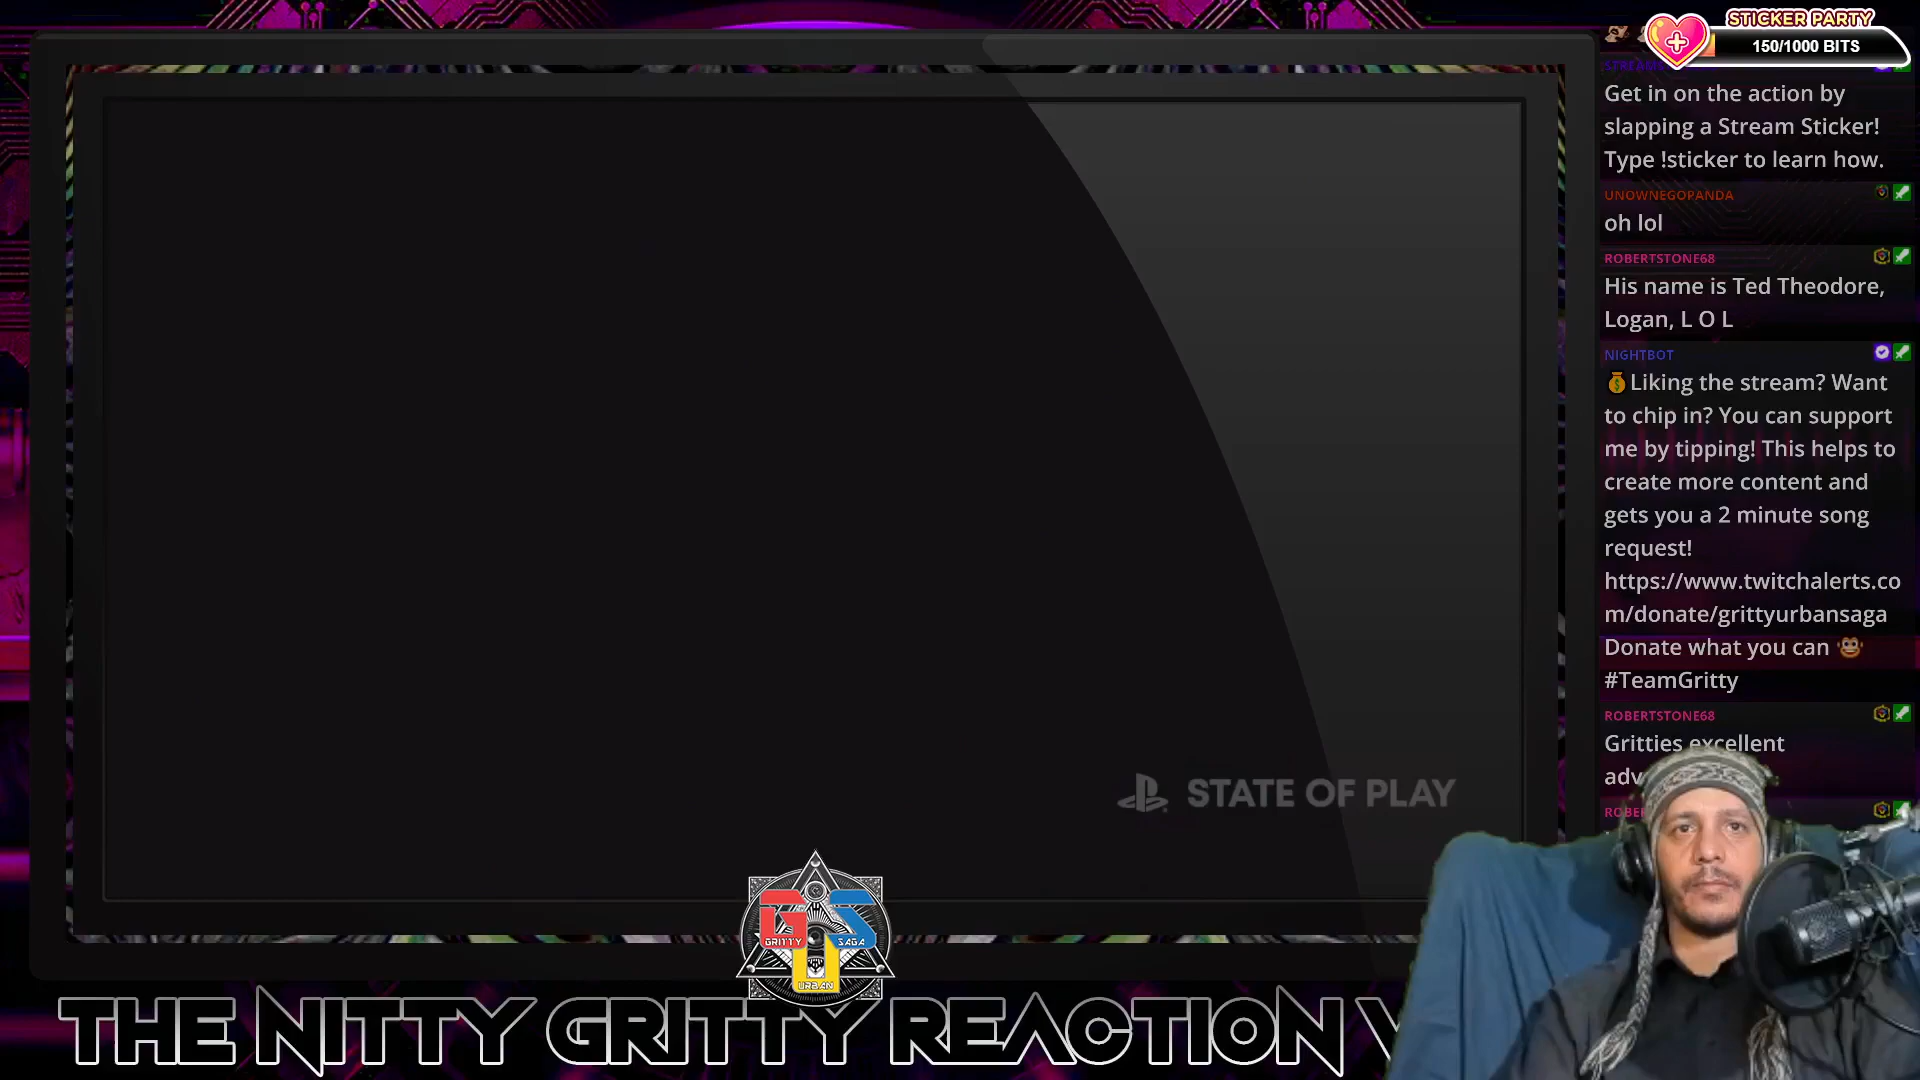 STICKER PARTY
150/1000 BITS
Get in on the action by
slapping a Stream Sticker!
Type !sticker to learn how.
UNOWNEGOPANDA
oh lol
ROBERTSTONE68
His name is Ted Theodore,
Logan, L O L
NIGHTBOT
Liking the stream? Want
to chip in? You can support
me by tipping! This helps to
create more content and
gets you a 2 minute song
request!
https://www.twitchalerts.co
m/donate/grittyurbansaga
Donate what you can
#TeamGritty
ROBERTSTONE68
Gritties excellent
STATE OF PLAY
GRITTY
SAGA
URBAN
THE NITTY GRITTY REACTION